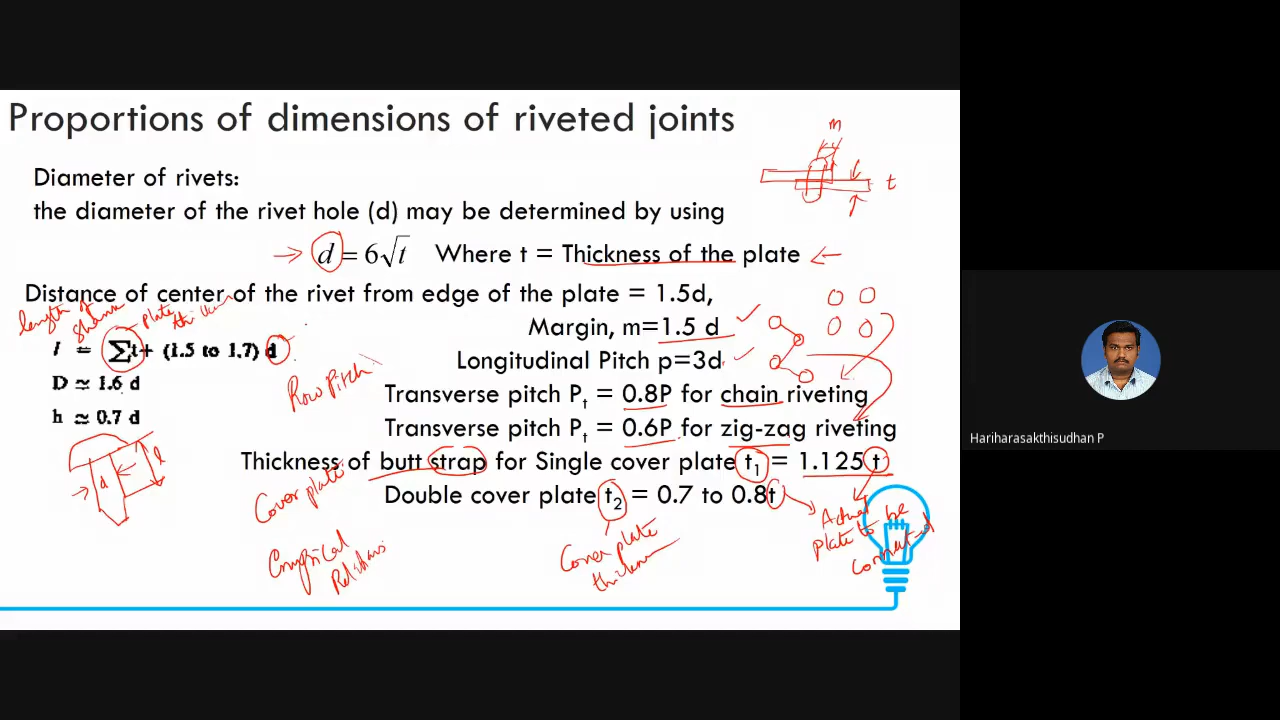 Proportions of dimensions of riveted joints
m
t
Diameter of rivets:
the diameter of the rivet hole (d) may be determined by using
d = 6√t Where t = Thickness of the plate
Distance of center of the rivet from edge of the plate = 1.5d,
length of
shank
plate
Margin, m=1.5 d
l = ∑t+ (1.5 to 1.7) d
Longitudinal Pitch p=3d
D ≃ 1.6 d
Row Pitch
Transverse pitch Pt = 0.8P for chain riveting
h ≃ 0.7 d
Transverse pitch Pt = 0.6P for zig-zag riveting
d
l
Thickness of butt strap for Single cover plate t1 = 1.125 t
Cover plate
Double cover plate t2 = 0.7 to 0.8t
Actual
plate to be
Cover plate
Relations
Hariharasakthisudhan P